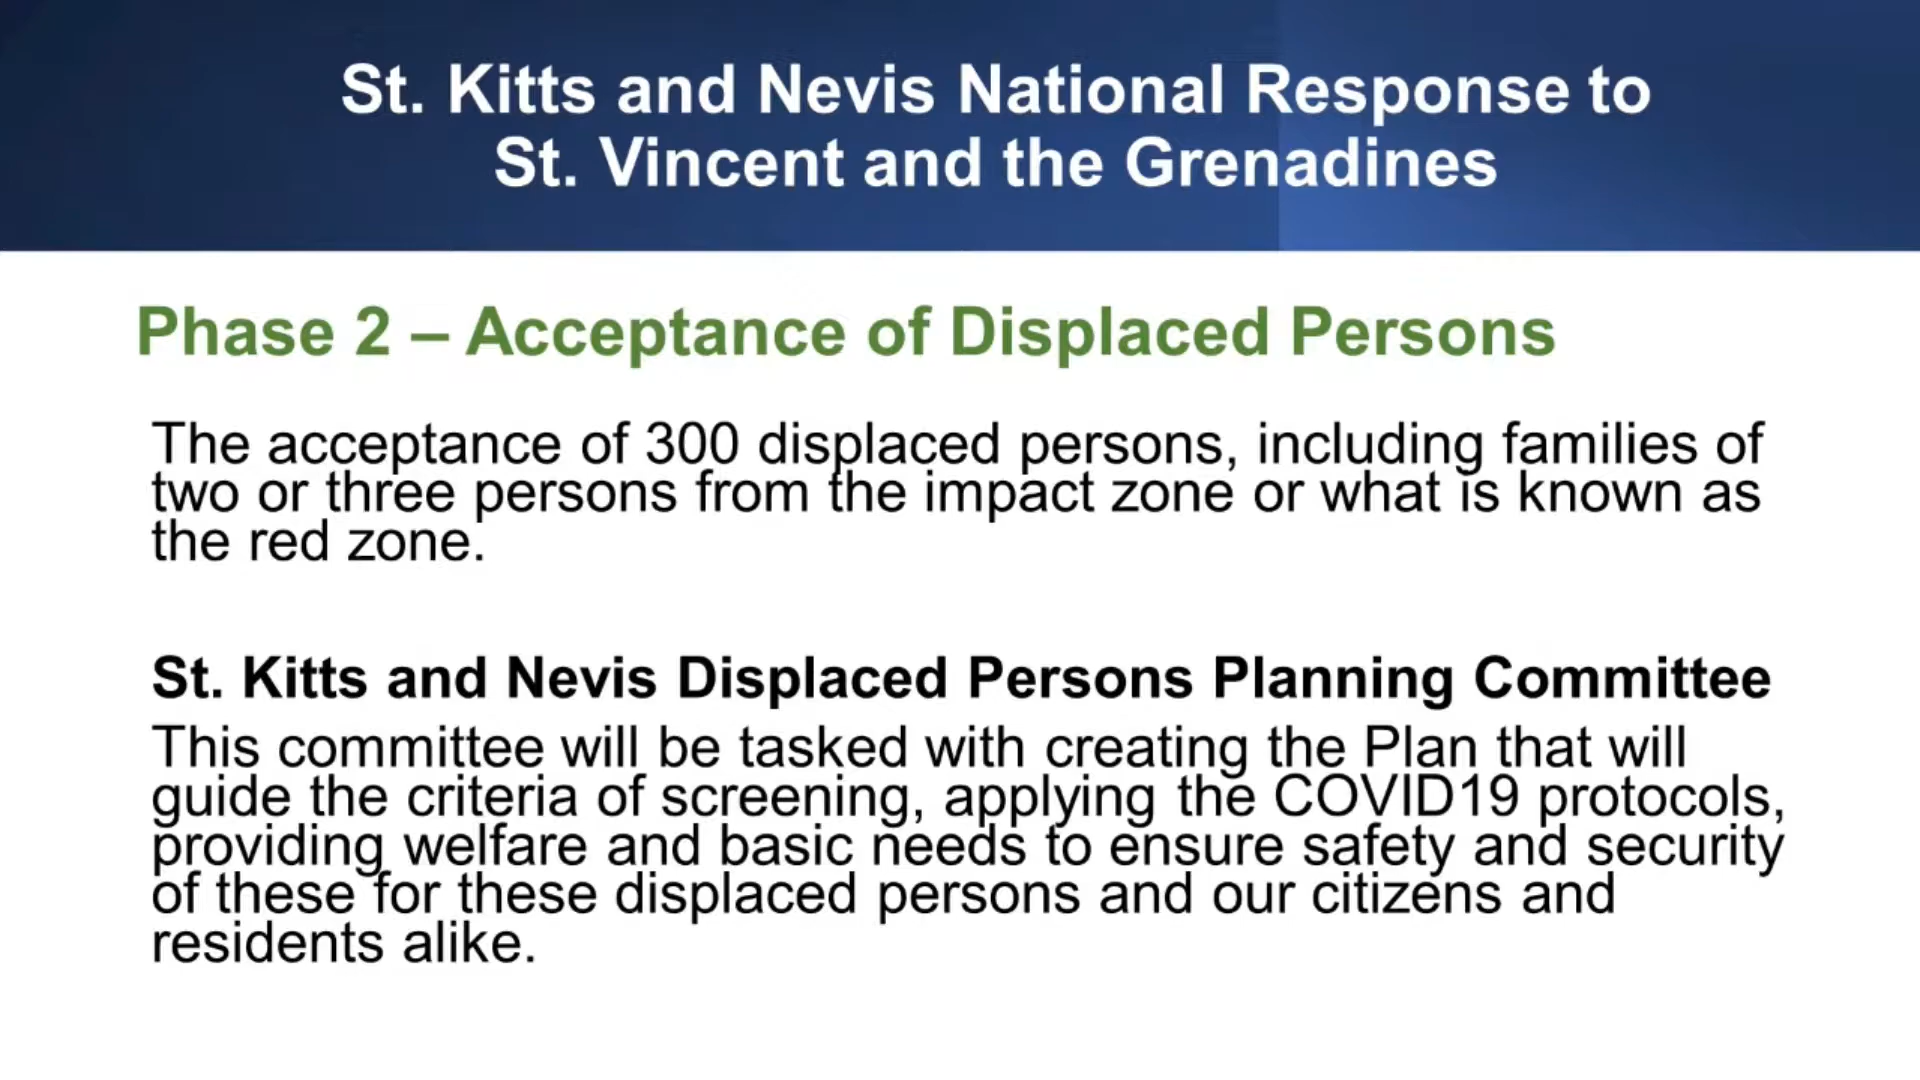 St. Kitts and Nevis National Response to
St. Vincent and the Grenadines
Phase 2 – Acceptance of Displaced Persons
The acceptance of 300 displaced persons, including families of
two or three persons from the impact zone or what is known as
the red zone.
St. Kitts and Nevis Displaced Persons Planning Committee
This committee will be tasked with creating the Plan that will
guide the criteria of screening, applying the COVID19 protocols,
providing welfare and basic needs to ensure safety and security
of these for these displaced persons and our citizens and
residents alike.